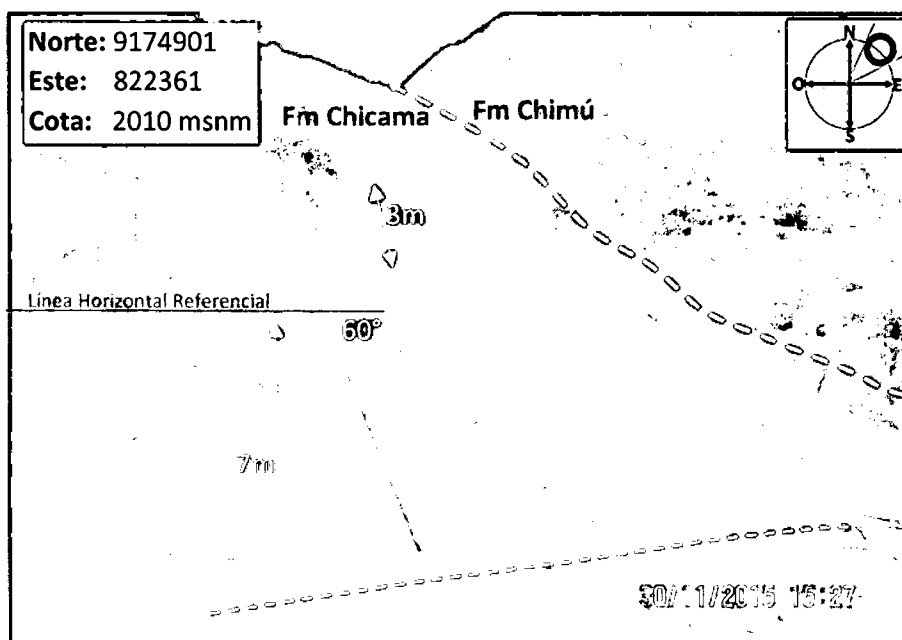 Norte: 9174901
Este: 822361
Cota: 2010 msnm
Fm Chicama
Fm Chimú
N
O
E
S
3m
Línea Horizontal Referencial
60°
7m
30/11/2015 15:27